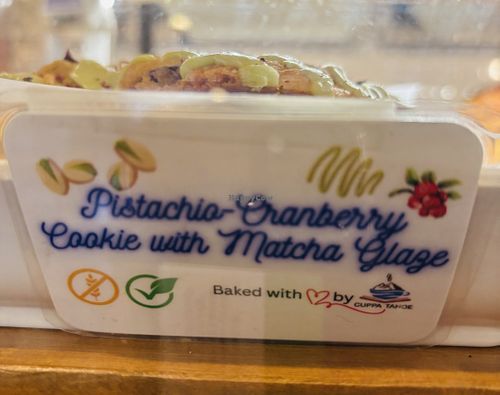 Pistachio-Cranberry
Cookie with Matcha Glaze
Baked with by
CUPPA TAHOE